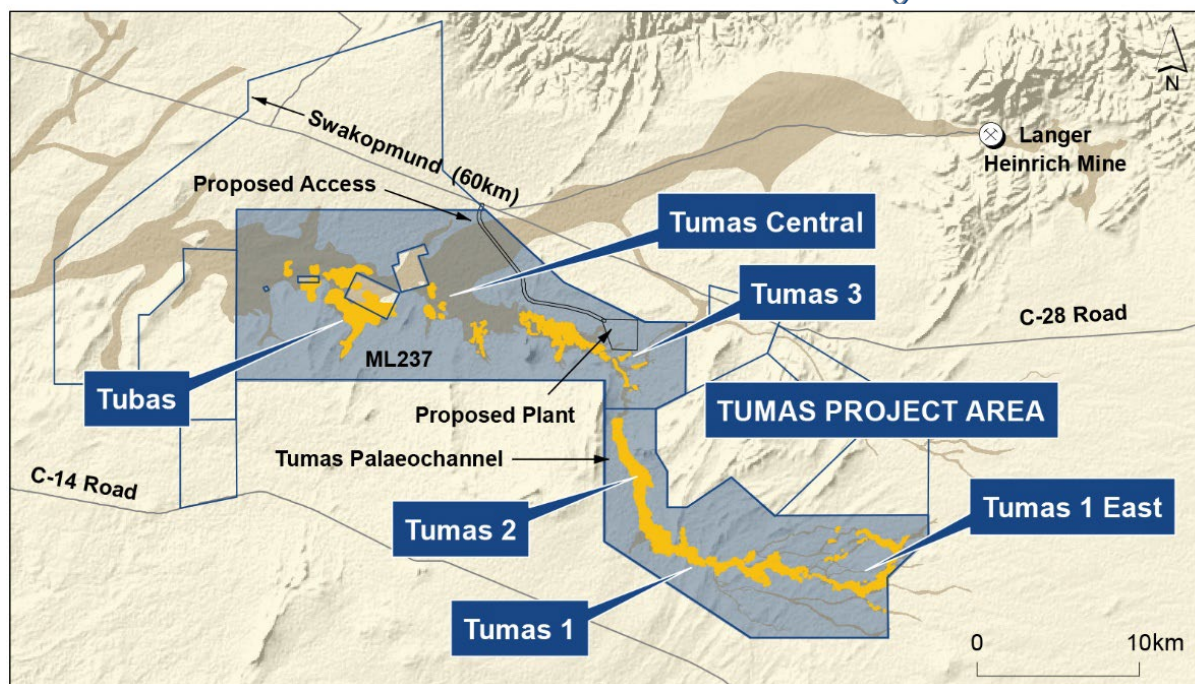 N
Swakopmund (60km)
Langer
Heinrich Mine
Proposed Access
Tumas Central
Tumas 3
C-28 Road
ML237
Tubas
Proposed Plant
TUMAS PROJECT AREA
Tumas Palaeochannel
C-14 Road
Tumas 2
Tumas 1 East
Tumas 1
0 10km